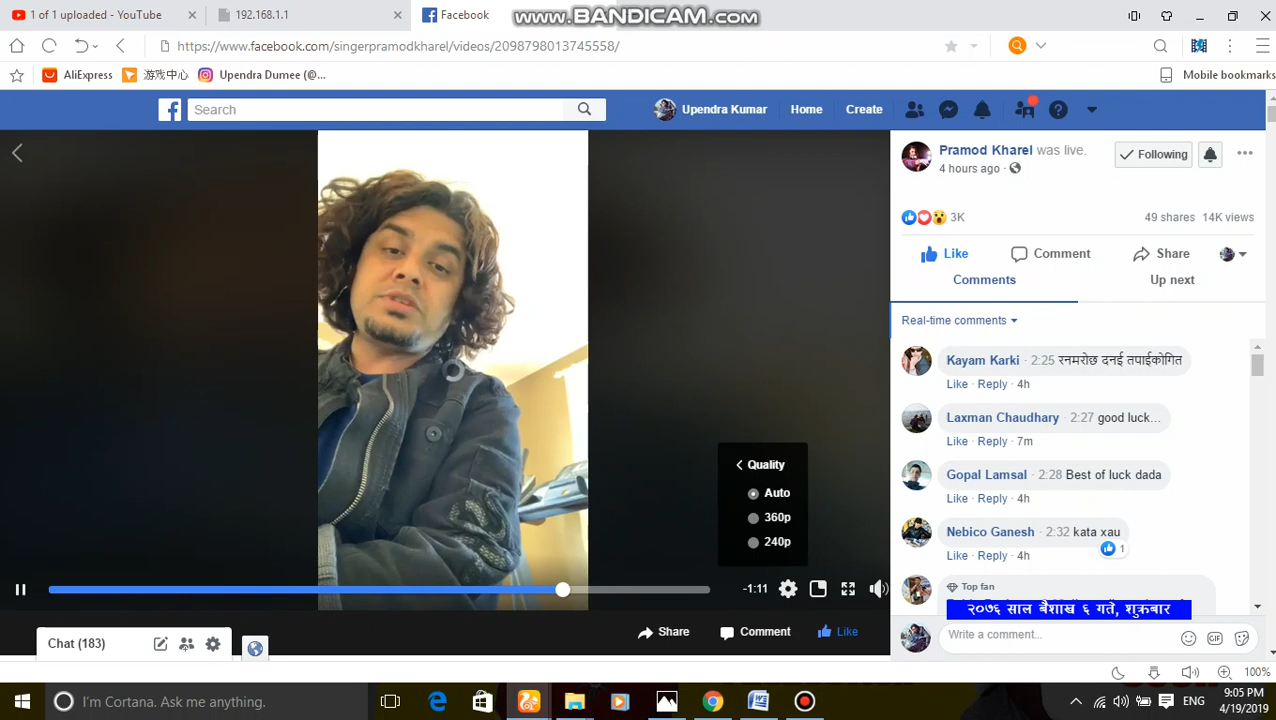 1 of 1 uploaded - YouTube
192.168.1.1
Facebook
www.BANDICAM.com
https://www.facebook.com/singerpramodkharel/videos/2098798013745558/
AliExpress
游戏中心
Upendra Dumee (@...
Mobile bookmarks
Search
Upendra Kumar
Home
Create
Pramod Kharel was live.
4 hours ago
Following
3K
49 shares 14K views
Like
Comment
Share
Comments
Up next
Real-time comments
Kayam Karki · 2:25 रनमरोछ दनई तपाईकोगित
Like · Reply · 4h
Laxman Chaudhary · 2:27 good luck...
Like · Reply · 7m
Gopal Lamsal · 2:28 Best of luck dada
Like · Reply · 4h
Nebico Ganesh · 2:32 kata xau
1
Like · Reply · 4h
Top fan
२०७६ साल बैशाख ६ गते, शुक्रबार
Write a comment...
GIF
Quality
Auto
360p
240p
-1:11
Share
Comment
Like
Chat (183)
100%
I'm Cortana. Ask me anything.
ENG
9:05 PM
4/19/2019